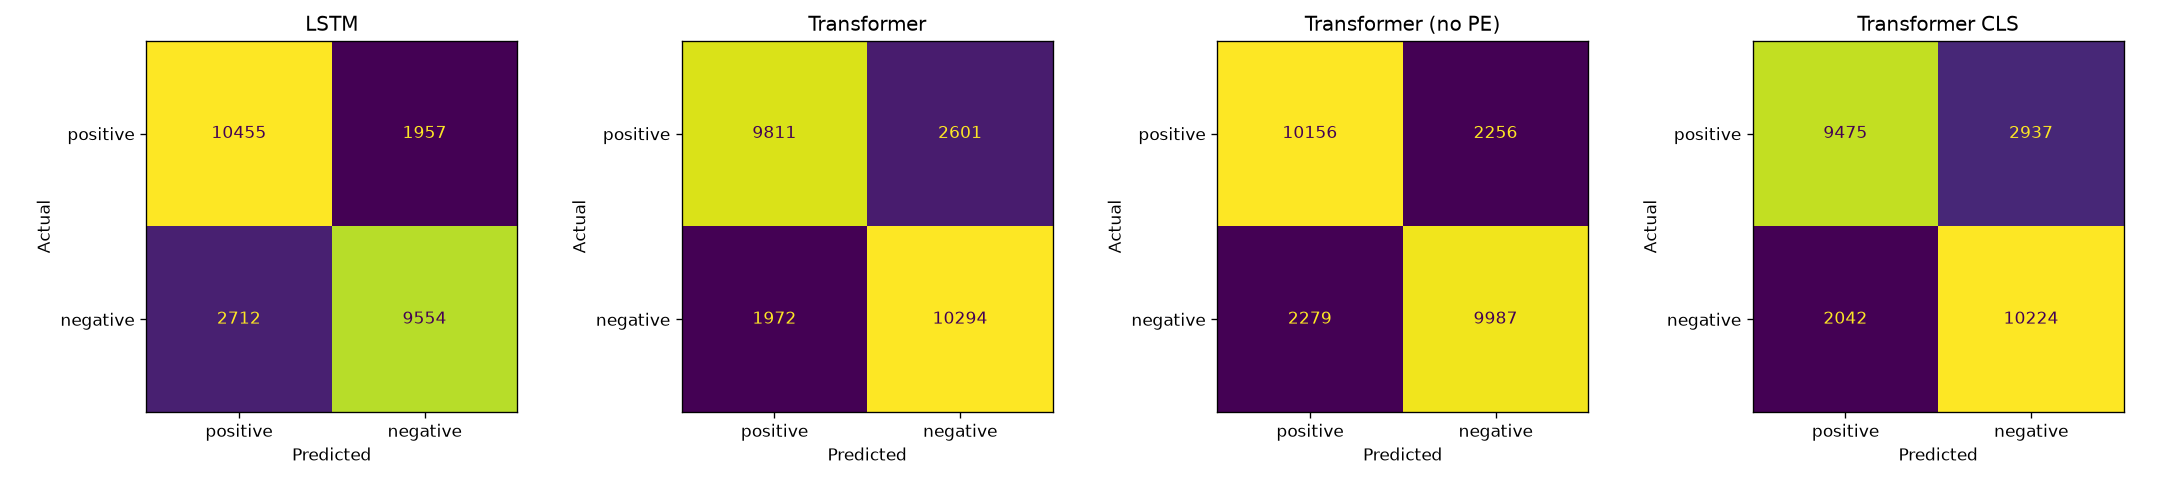 LSTM
positive
10455 1957
negative
2712 9554
Actual
positive negative
Predicted
Transformer
positive
9811 2601
negative
1972 10294
Actual
positive negative
Predicted
Transformer (no PE)
positive
10156 2256
negative
2279 9987
Actual
positive negative
Predicted
Transformer CLS
positive
9475 2937
negative
2042 10224
Actual
positive negative
Predicted